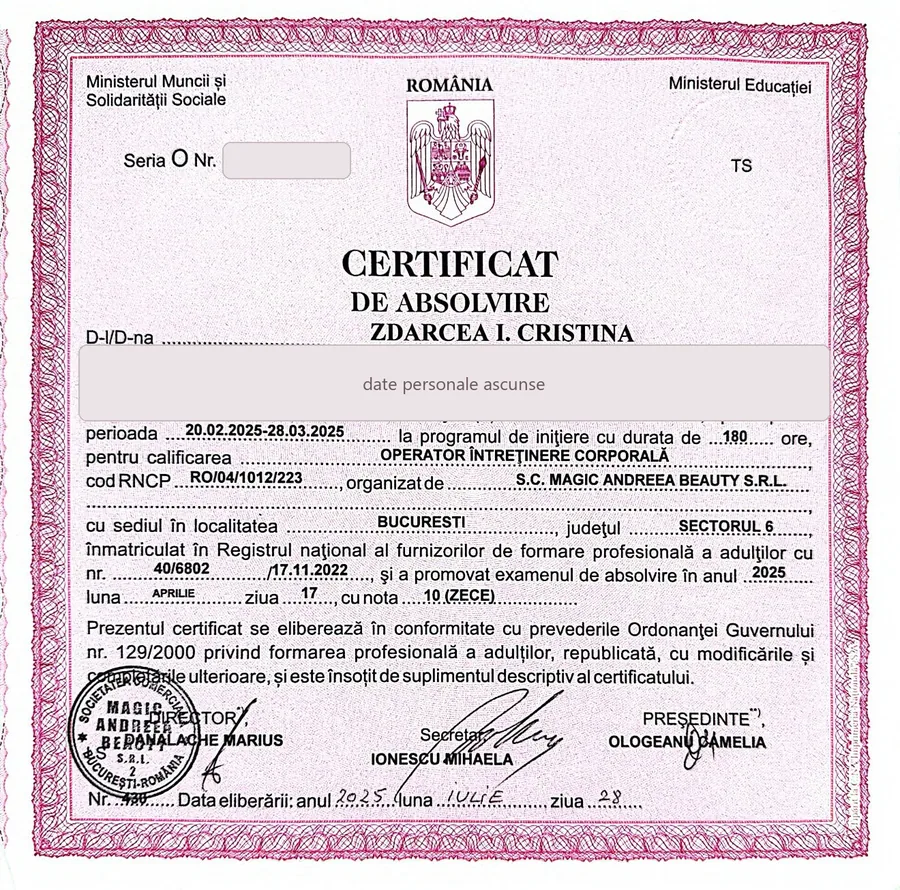 Ministerul Muncii și
Solidarității Sociale
ROMÂNIA
Ministerul Educației
Seria O Nr.
TS
CERTIFICAT
DE ABSOLVIRE
D-l/D-na ........................ ZDARCEA I. CRISTINA
date personale ascunse
perioada ....20.02.2025-28.03.2025.......... la programul de inițiere cu durata de ...180..... ore,
pentru calificarea .................... OPERATOR ÎNTREȚINERE CORPORALĂ ....................,
cod RNCP ...RO/04/1012/223........, organizat de ............ S.C. MAGIC ANDREEA BEAUTY S.R.L. ....
....................,
cu sediul în localitatea ................ BUCURESTI ................, județul .......... SECTORUL 6 ..........,
înmatriculat în Registrul național al furnizorilor de formare profesională a adulților cu
nr. ........40/6802............/17.11.2022......, și a promovat examenul de absolvire în anul ..2025......
luna ......APRILIE.......... ziua ....17...., cu nota ....10 (ZECE)................
Prezentul certificat se eliberează în conformitate cu prevederile Ordonanței Guvernului
nr. 129/2000 privind formarea profesională a adulților, republicată, cu modificările și
completările ulterioare, și este însoțit de suplimentul descriptiv al certificatului.
SOCIETATEA COMERCIALĂ
MAGIC
ANDREEA
BEAUTY
S.R.L.
2
BUCUREȘTI-ROMÂNIA
DIRECTOR*),
DANALACHE MARIUS
Secretar,
IONESCU MIHAELA
PREȘEDINTE**),
OLOGEANU CAMELIA
Nr. ..430...... Data eliberării: anul 2025 luna IULIE .......... ziua ..28....